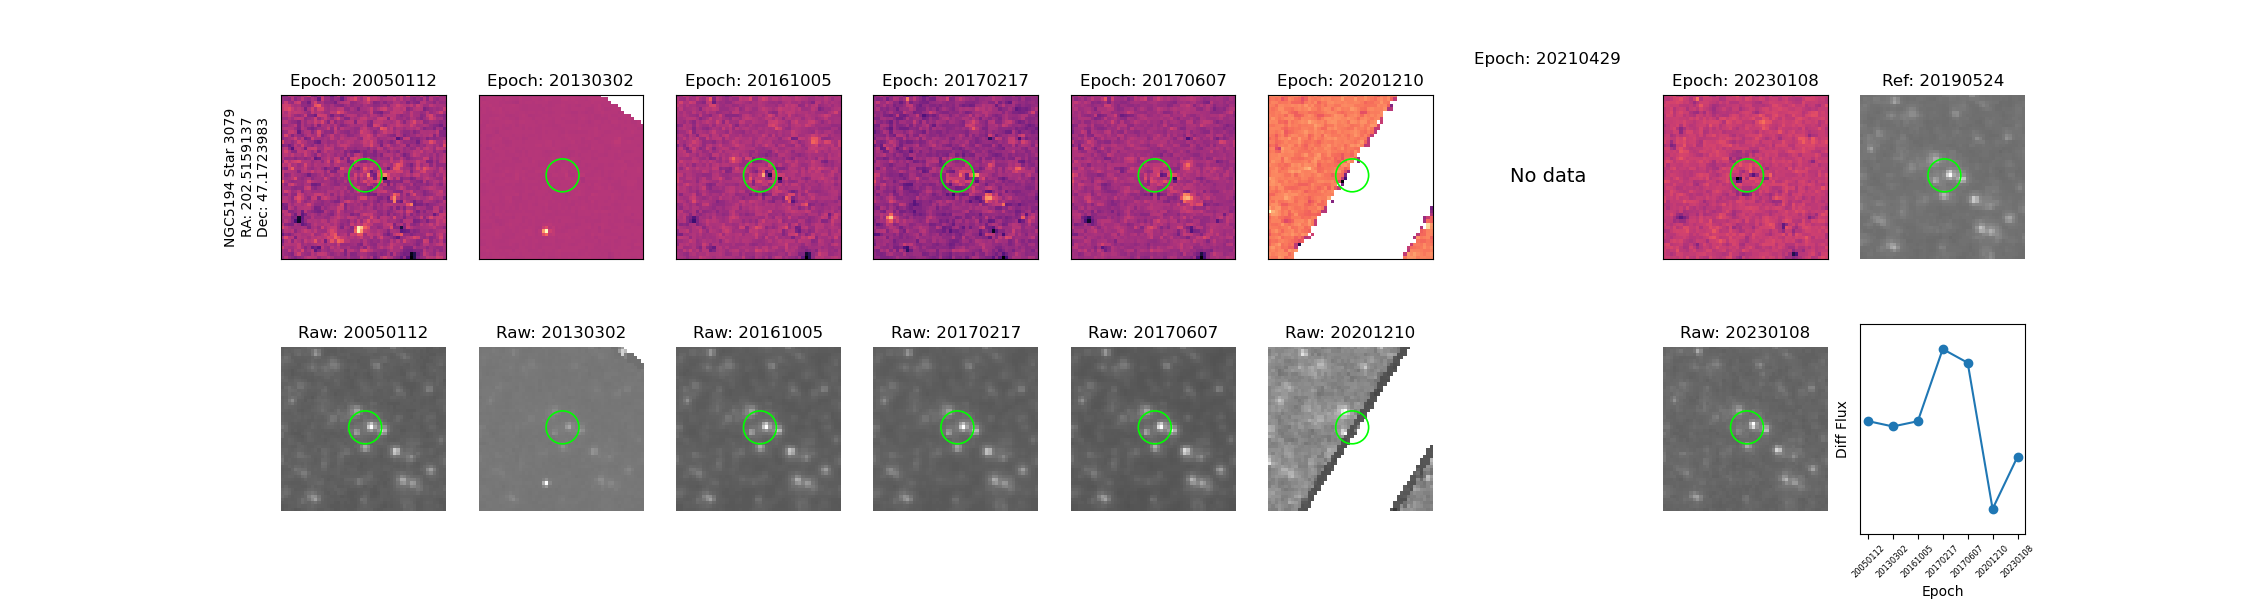 NGC5194 Star 3079
RA: 202.5159137
Dec: 47.1723983
Epoch: 20050112
Epoch: 20130302
Epoch: 20161005
Epoch: 20170217
Epoch: 20170607
Epoch: 20201210
Epoch: 20210429
No data
Epoch: 20230108
Ref: 20190524
Raw: 20050112
Raw: 20130302
Raw: 20161005
Raw: 20170217
Raw: 20170607
Raw: 20201210
Raw: 20230108
Diff Flux
20050112
20130302
20161005
20170217
20170607
20201210
20230108
Epoch